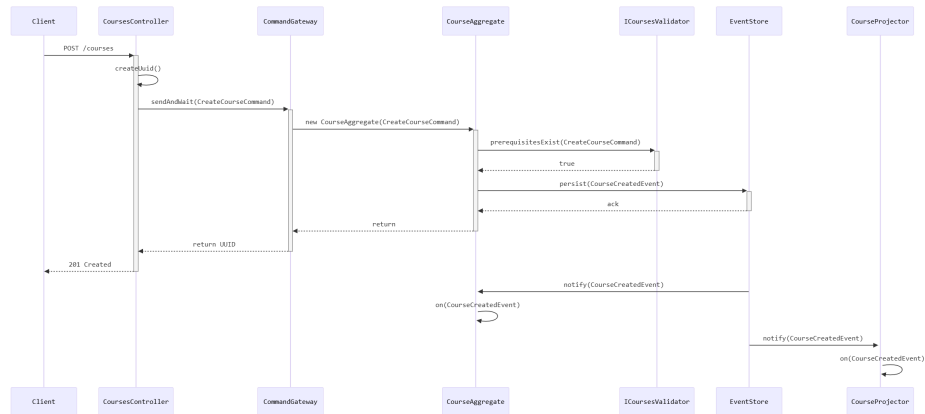 Client CoursesController CommandGateway CourseAggregate ICoursesValidator EventStore CourseProjector
POST /courses
createUuid()
sendAndWait(CreateCourseCommand)
new CourseAggregate(CreateCourseCommand)
prerequisitesExist(CreateCourseCommand)
true
persist(CourseCreatedEvent)
ack
return
return UUID
201 Created
notify(CourseCreatedEvent)
on(CourseCreatedEvent)
notify(CourseCreatedEvent)
on(CourseCreatedEvent)
Client CoursesController CommandGateway CourseAggregate ICoursesValidator EventStore CourseProjector